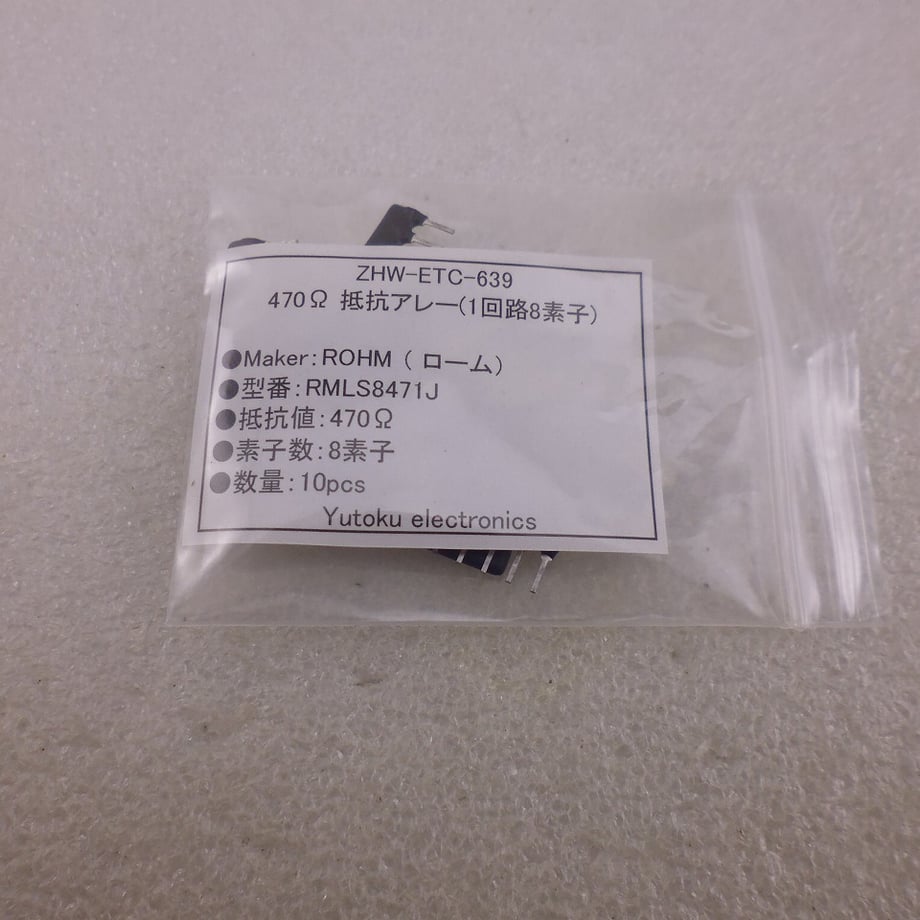 ZHW-ETC-639
470Ω 抵抗アレー(1回路8素子)
●Maker:ROHM ( ローム)
●型番:RMLS8471J
●抵抗値:470Ω
●素子数:8素子
●数量:10pcs
Yutoku electronics